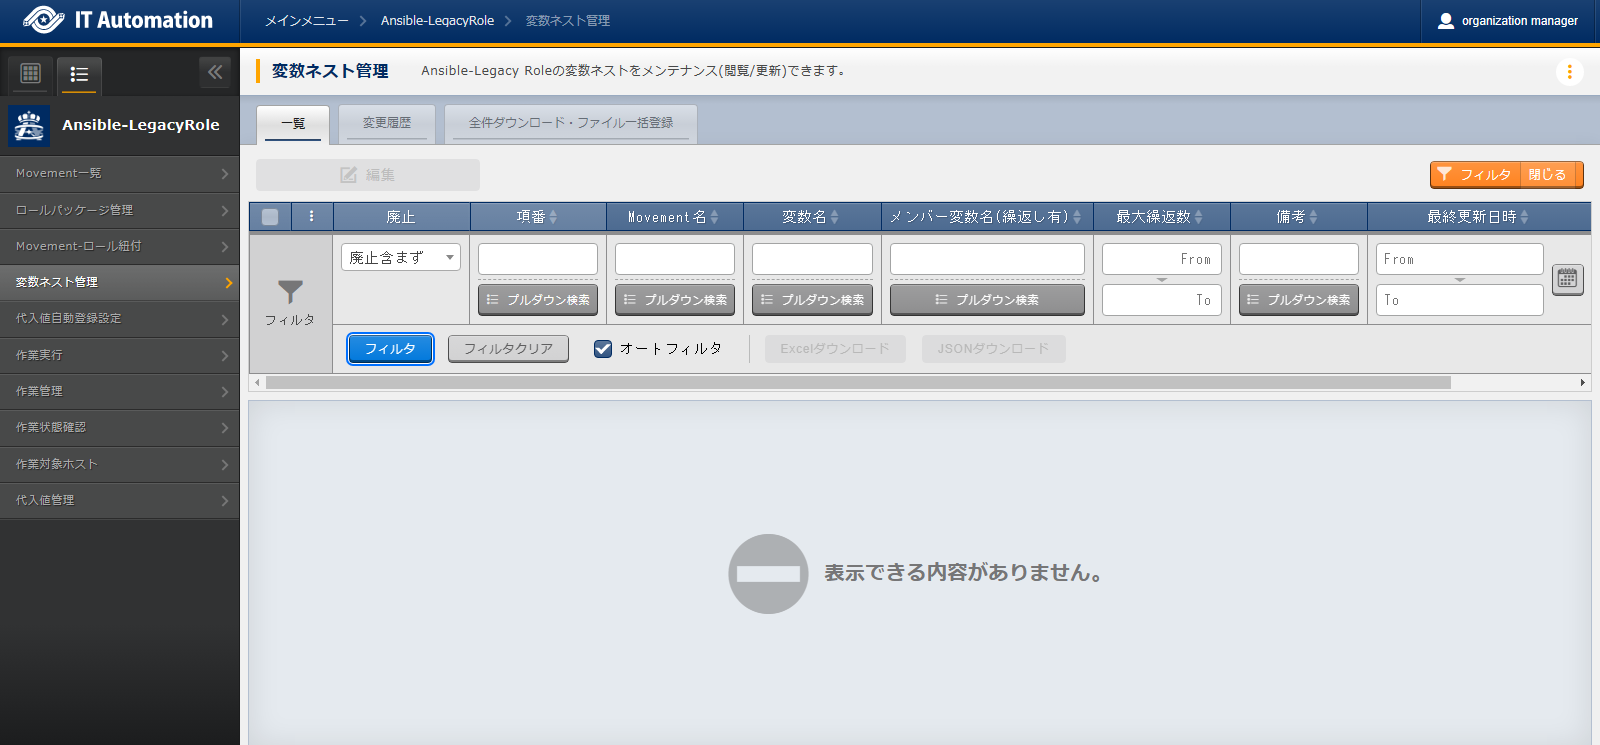 IT Automation
メインメニュー
Ansible-LegacyRole
変数ネスト管理
organization manager
Ansible-LegacyRole
Movement一覧
ロールパッケージ管理
Movement-ロール紐付
変数ネスト管理
代入値自動登録設定
作業実行
作業管理
作業状態確認
作業対象ホスト
代入値管理
変数ネスト管理
Ansible-Legacy Roleの変数ネストをメンテナンス(閲覧/更新)できます。
一覧
変更履歴
全件ダウンロード・ファイル一括登録
編集
フィルタ 閉じる
廃止 項番 Movement名 変数名 メンバー変数名(繰返し有) 最大繰返数 備考 最終更新日時
フィルタ
廃止含まず From From
プルダウン検索 プルダウン検索 プルダウン検索 プルダウン検索 To プルダウン検索 To
フィルタ フィルタクリア オートフィルタ Excelダウンロード JSONダウンロード
表示できる内容がありません。